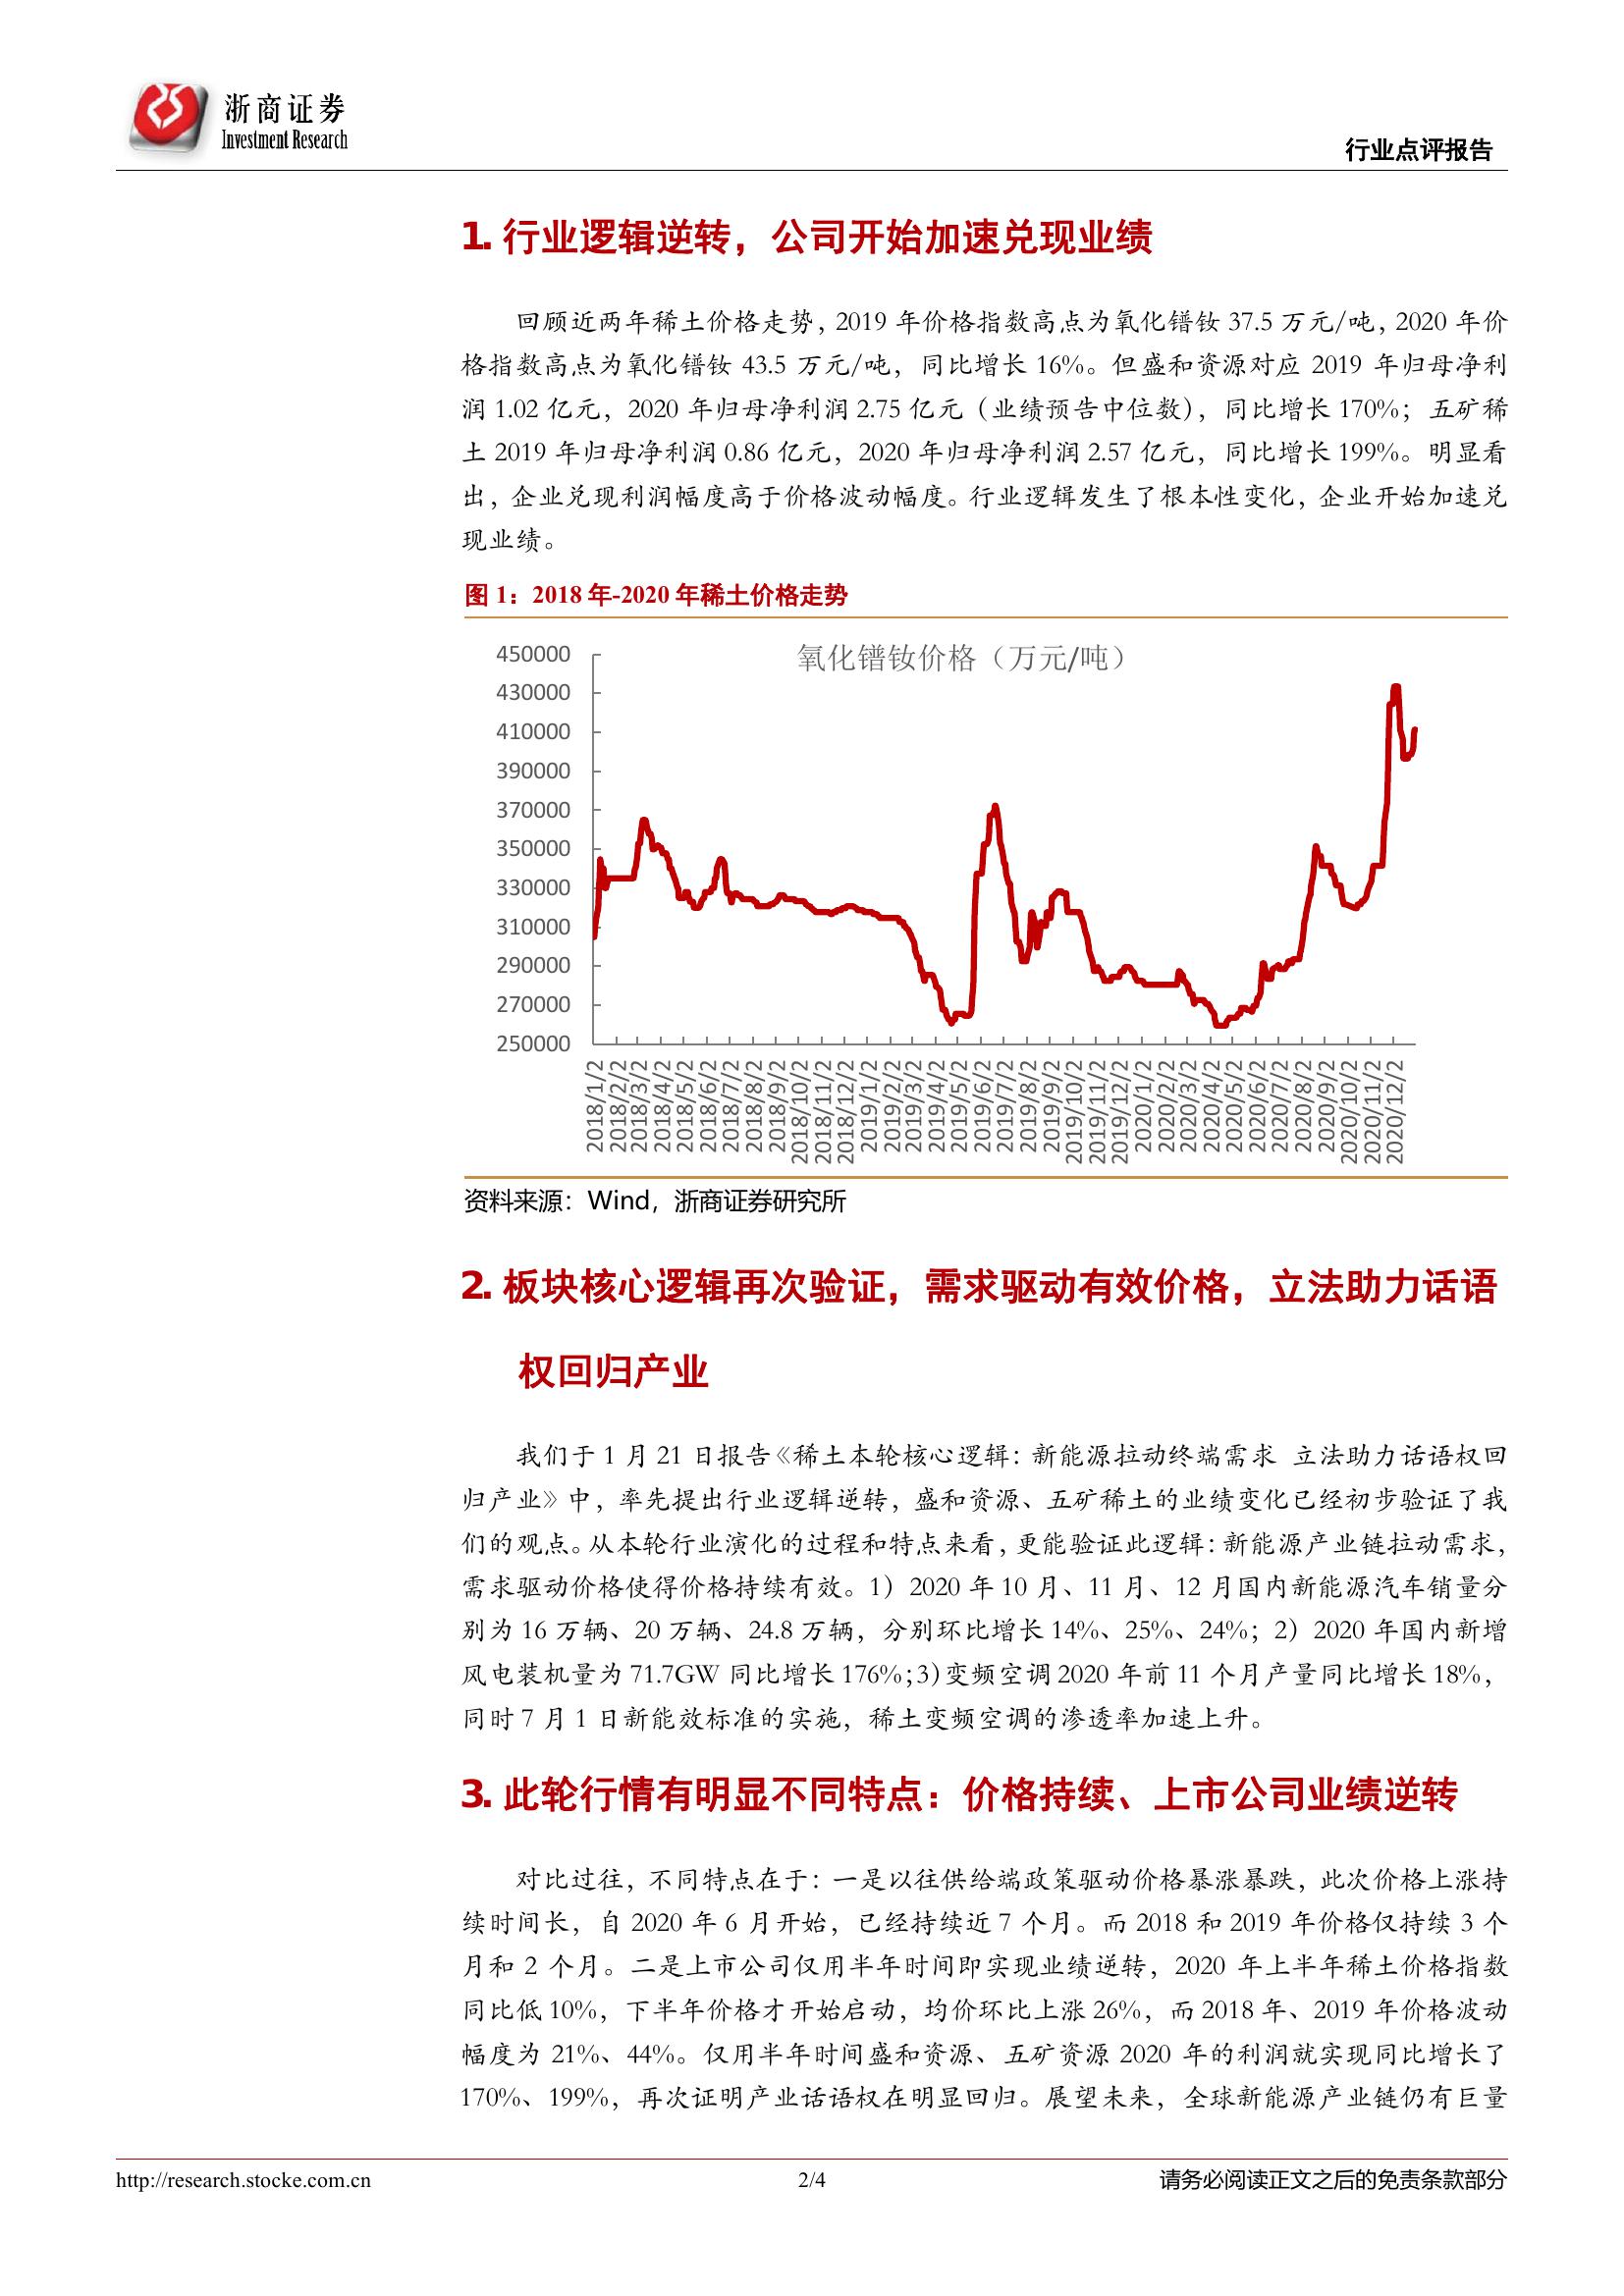 浙商证券
Investment Research
行业点评报告
1. 行业逻辑逆转，公司开始加速兑现业绩
回顾近两年稀土价格走势，2019 年价格指数高点为氧化镨钕 37.5 万元/吨，2020 年价
格指数高点为氧化镨钕 43.5 万元/吨，同比增长 16%。但盛和资源对应 2019 年归母净利
润 1.02 亿元，2020 年归母净利润 2.75 亿元（业绩预告中位数），同比增长 170%；五矿稀
土 2019 年归母净利润 0.86 亿元，2020 年归母净利润 2.57 亿元，同比增长 199%。明显看
出，企业兑现利润幅度高于价格波动幅度。行业逻辑发生了根本性变化，企业开始加速兑
现业绩。
图 1：2018 年-2020 年稀土价格走势
氧化镨钕价格（万元/吨）
450000
430000
410000
390000
370000
350000
330000
310000
290000
270000
250000
2018/1/2
2018/2/2
2018/3/2
2018/4/2
2018/5/2
2018/6/2
2018/7/2
2018/8/2
2018/9/2
2018/10/2
2018/11/2
2018/12/2
2019/1/2
2019/2/2
2019/3/2
2019/4/2
2019/5/2
2019/6/2
2019/7/2
2019/8/2
2019/9/2
2019/10/2
2019/11/2
2019/12/2
2020/1/2
2020/2/2
2020/3/2
2020/4/2
2020/5/2
2020/6/2
2020/7/2
2020/8/2
2020/9/2
2020/10/2
2020/11/2
2020/12/2
资料来源：Wind，浙商证券研究所
2. 板块核心逻辑再次验证，需求驱动有效价格，立法助力话语
权回归产业
我们于 1 月 21 日报告《稀土本轮核心逻辑：新能源拉动终端需求 立法助力话语权回
归产业》中，率先提出行业逻辑逆转，盛和资源、五矿稀土的业绩变化已经初步验证了我
们的观点。从本轮行业演化的过程和特点来看，更能验证此逻辑：新能源产业链拉动需求，
需求驱动价格使得价格持续有效。1）2020 年 10 月、11 月、12 月国内新能源汽车销量分
别为 16 万辆、20 万辆、24.8 万辆，分别环比增长 14%、25%、24%；2）2020 年国内新增
风电装机量为 71.7GW 同比增长 176%;3)变频空调 2020 年前 11 个月产量同比增长 18%，
同时 7 月 1 日新能效标准的实施，稀土变频空调的渗透率加速上升。
3. 此轮行情有明显不同特点：价格持续、上市公司业绩逆转
对比过往，不同特点在于：一是以往供给端政策驱动价格暴涨暴跌，此次价格上涨持
续时间长，自 2020 年 6 月开始，已经持续近 7 个月。而 2018 和 2019 年价格仅持续 3 个
月和 2 个月。二是上市公司仅用半年时间即实现业绩逆转，2020 年上半年稀土价格指数
同比低 10%，下半年价格才开始启动，均价环比上涨 26%，而 2018 年、2019 年价格波动
幅度为 21%、44%。仅用半年时间盛和资源、五矿资源 2020 年的利润就实现同比增长了
170%、199%，再次证明产业话语权在明显回归。展望未来，全球新能源产业链仍有巨量
http://research.stocke.com.cn
2/4
请务必阅读正文之后的免责条款部分